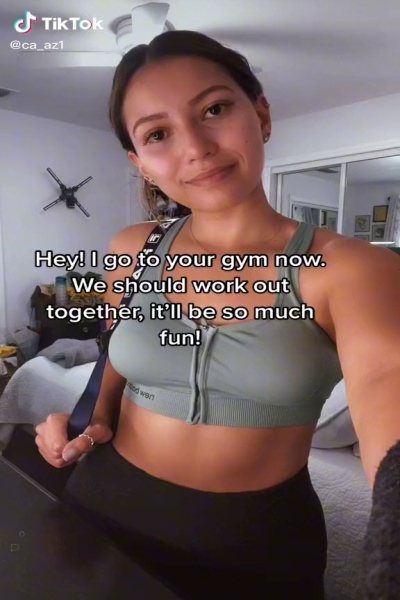 TikTok
@ca_az1
Hey! I go to your gym now.
We should work out
together, it'll be so much
fun!